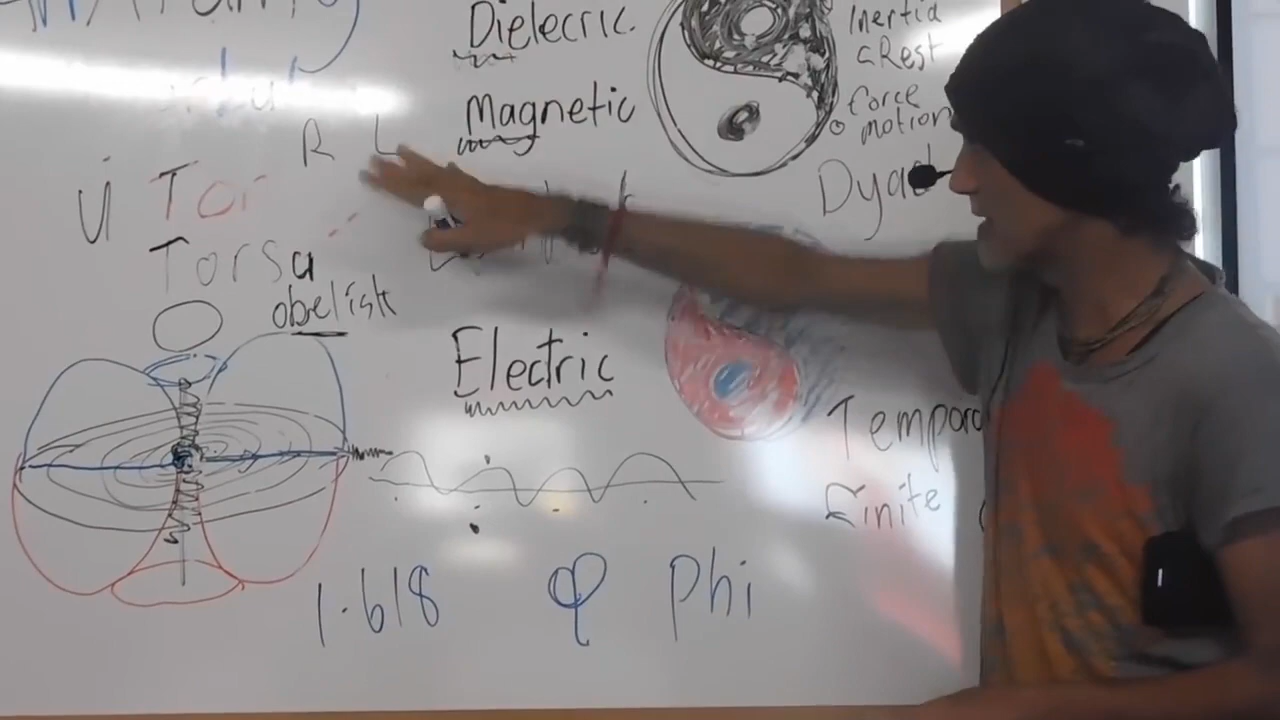 Dielecric.
Magnetic
Inertia
& Rest
force
motion
Dyad
R L
Tor
Torsa
obelisk
Electric
Tempora
finite
1.618 φ Phi